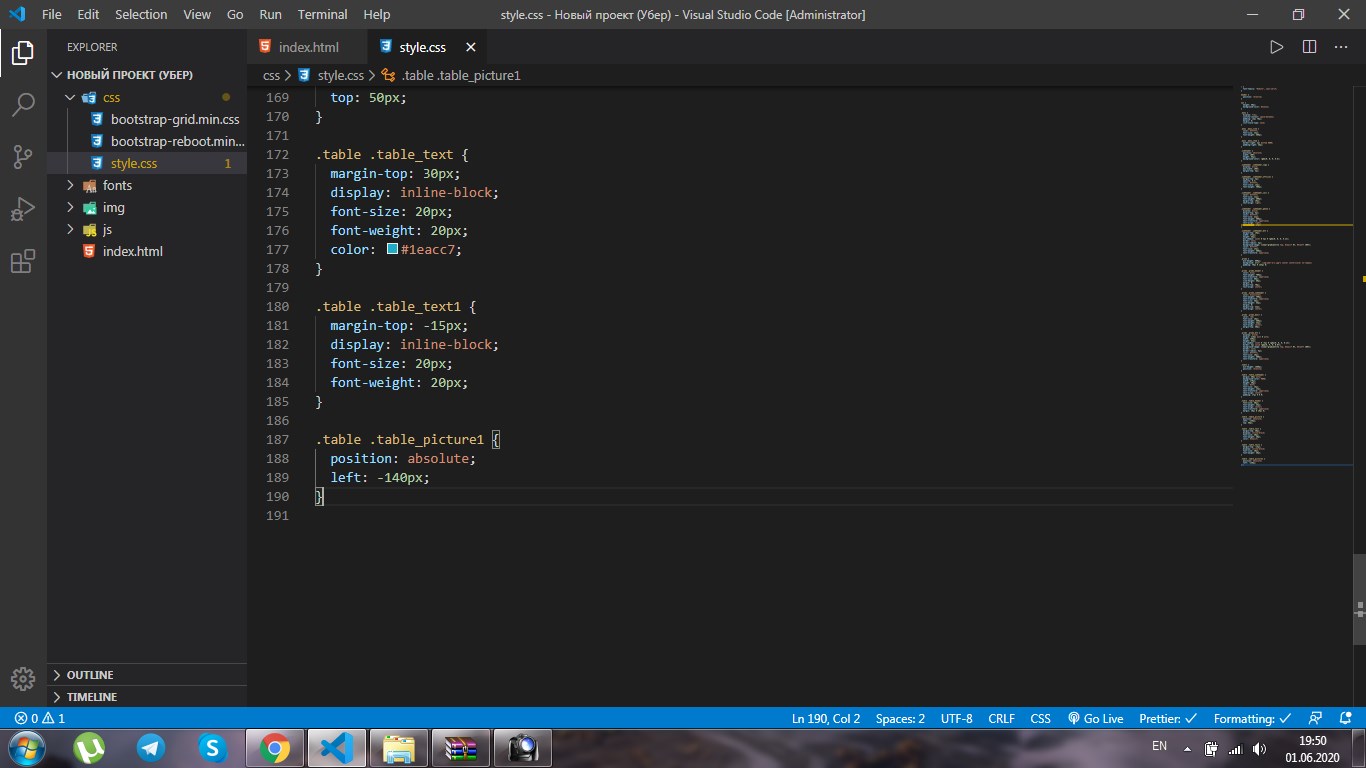 File Edit Selection View Go Run Terminal Help style.css - Новый проект (Убер) - Visual Studio Code [Administrator]
EXPLORER
НОВЫЙ ПРОЕКТ (УБЕР)
css
bootstrap-grid.min.css
bootstrap-reboot.min...
style.css 1
fonts
img
js
index.html
OUTLINE
TIMELINE
index.html style.css
css style.css .table .table_picture1
169 top: 50px;
170 }
171
172 .table .table_text {
173 margin-top: 30px;
174 display: inline-block;
175 font-size: 20px;
176 font-weight: 20px;
177 color: #1eacc7;
178 }
179
180 .table .table_text1 {
181 margin-top: -15px;
182 display: inline-block;
183 font-size: 20px;
184 font-weight: 20px;
185 }
186
187 .table .table_picture1 {
188 position: absolute;
189 left: -140px;
190 }
191
0 1 Ln 190, Col 2 Spaces: 2 UTF-8 CRLF CSS Go Live Prettier: Formatting:
EN 19:50
01.06.2020